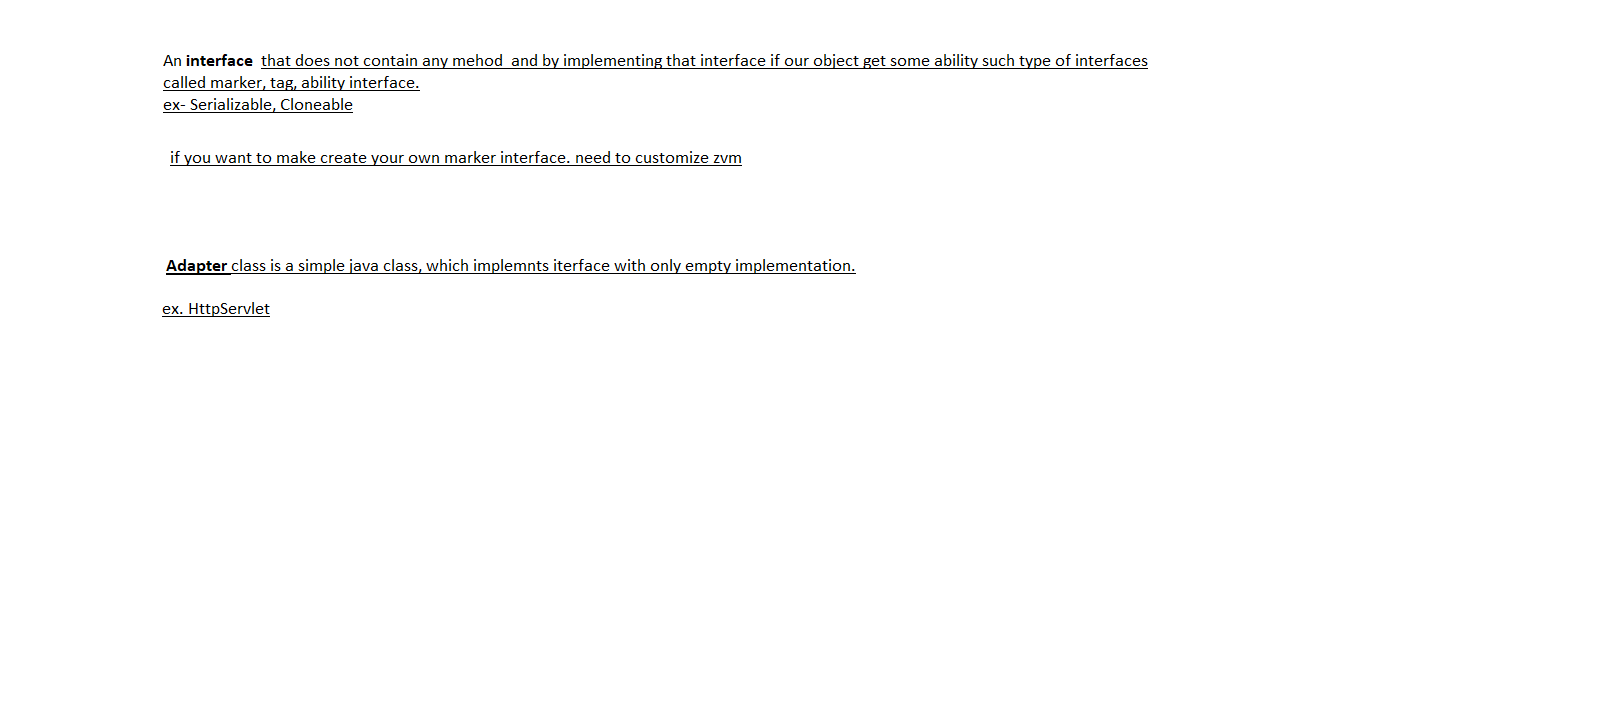 An interface  that does not contain any mehod  and by implementing that interface if our object get some ability such type of interfaces
called marker, tag, ability interface.
ex- Serializable, Cloneable
if you want to make create your own marker interface. need to customize zvm
Adapter class is a simple java class, which implemnts iterface with only empty implementation.
ex. HttpServlet